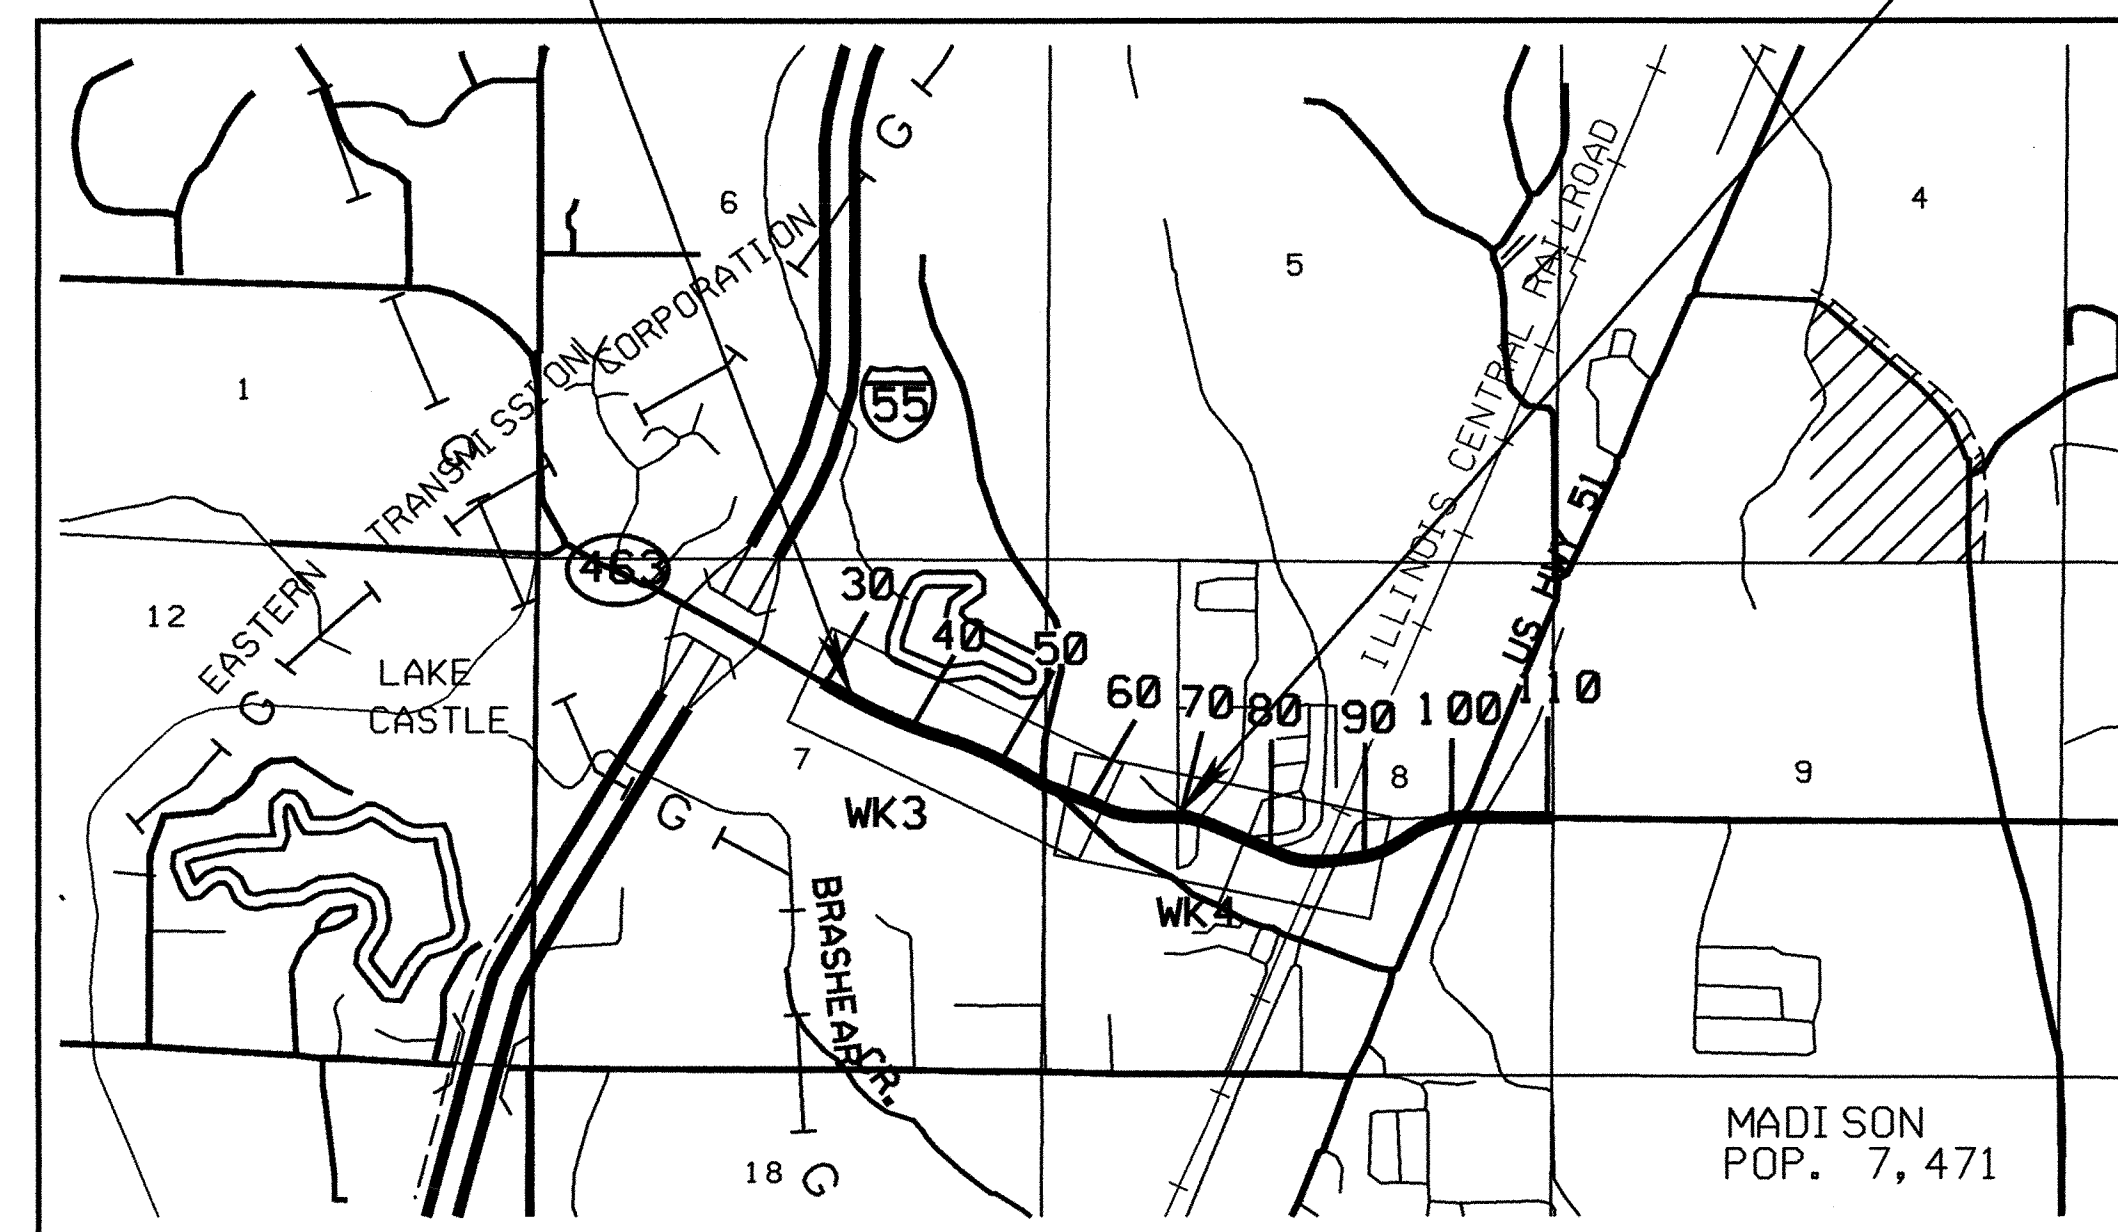 G
6
4
5
ILLINOIS CENTRAL RAILROAD
EASTERN TRANSMISSION CORPORATION
1
55
G
US HWY 51
463
30
12
40
50
LAKE
CASTLE
60
70
80
90
100
110
G
7
8
9
WK3
G
WK4
BRASHEAR CR.
MADISON
POP. 7,471
18
G